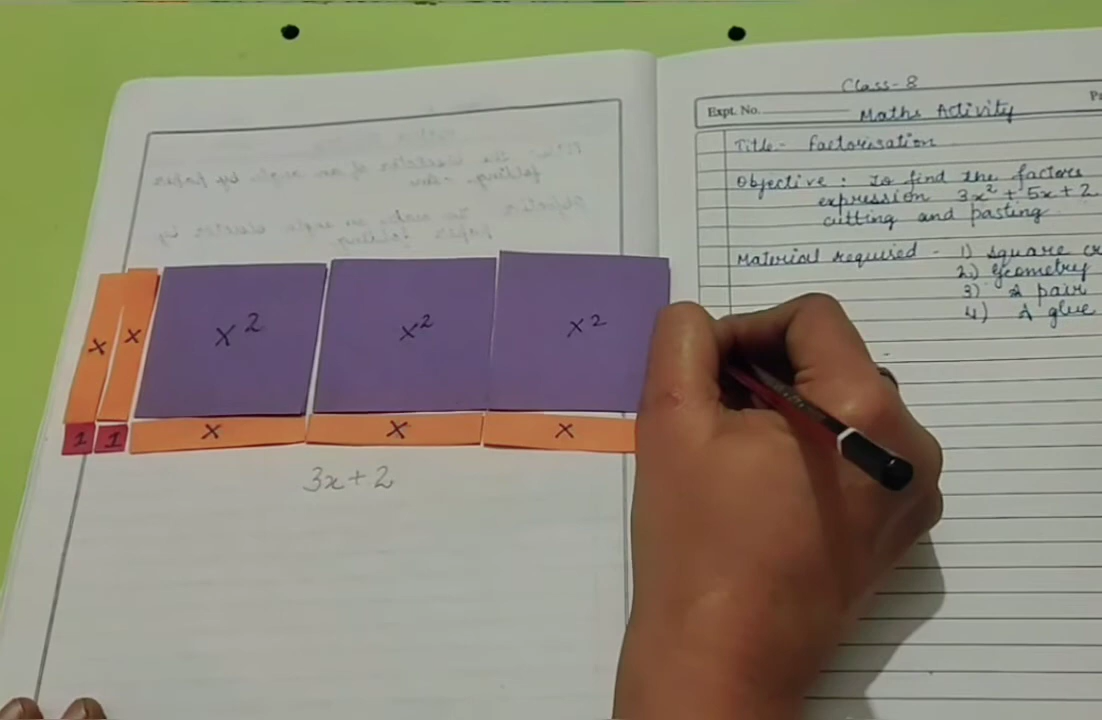 x x x² x² x²
1 1 x x x
3x + 2
Class - 8
Expt. No. Maths Activity
Title - Factorisation
Objective : To find the factors
expression 3x² + 5x + 2
cutting and pasting
Material required - 1) square
2) Geometry
3) A pair
4) A glue